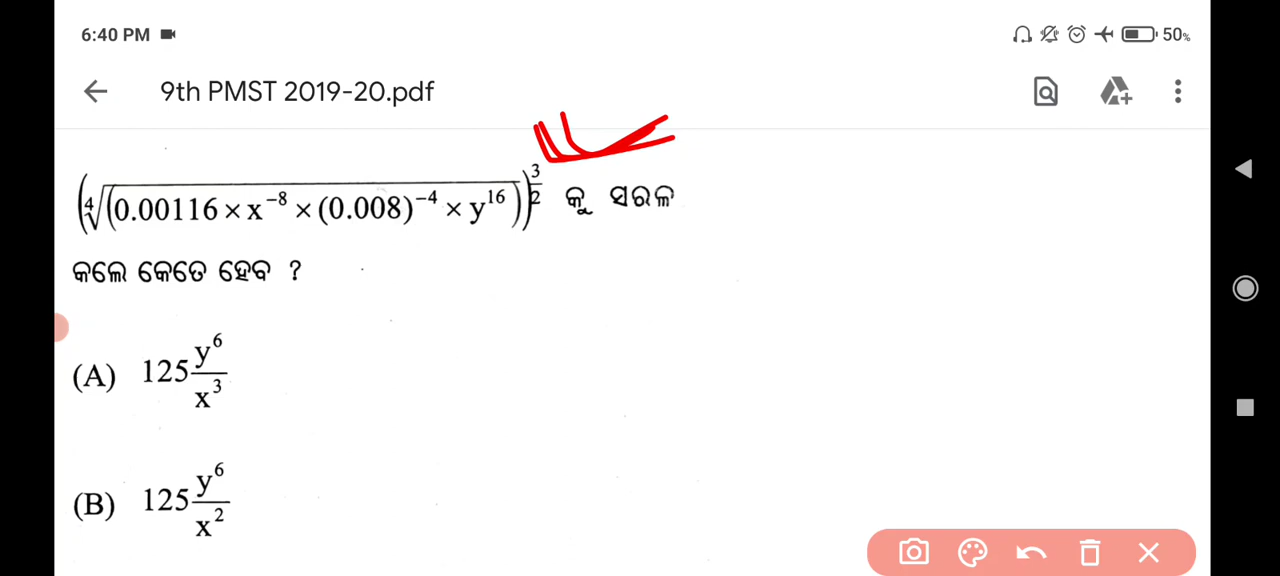 6:40 PM
50%
9th PMST 2019-20.pdf
(∜(0.00116 × x⁻⁸ × (0.008)⁻⁴ × y¹⁶))^(3/2) କୁ ସରଳ
କଲେ କେତେ ହେବ ?
(A) 125 y⁶/x³
(B) 125 y⁶/x²